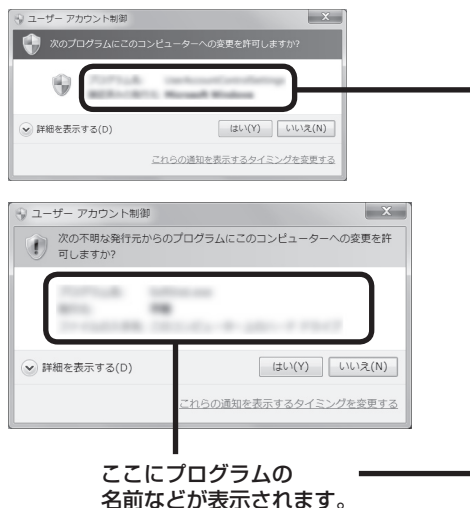 ユーザー アカウント制御
次のプログラムにこのコンピューターへの変更を許可しますか?
詳細を表示する(D)
はい(Y) いいえ(N)
これらの通知を表示するタイミングを変更する
ユーザー アカウント制御
次の不明な発行元からのプログラムにこのコンピューターへの変更を許
可しますか?
詳細を表示する(D)
はい(Y) いいえ(N)
これらの通知を表示するタイミングを変更する
ここにプログラムの
名前などが表示されます。